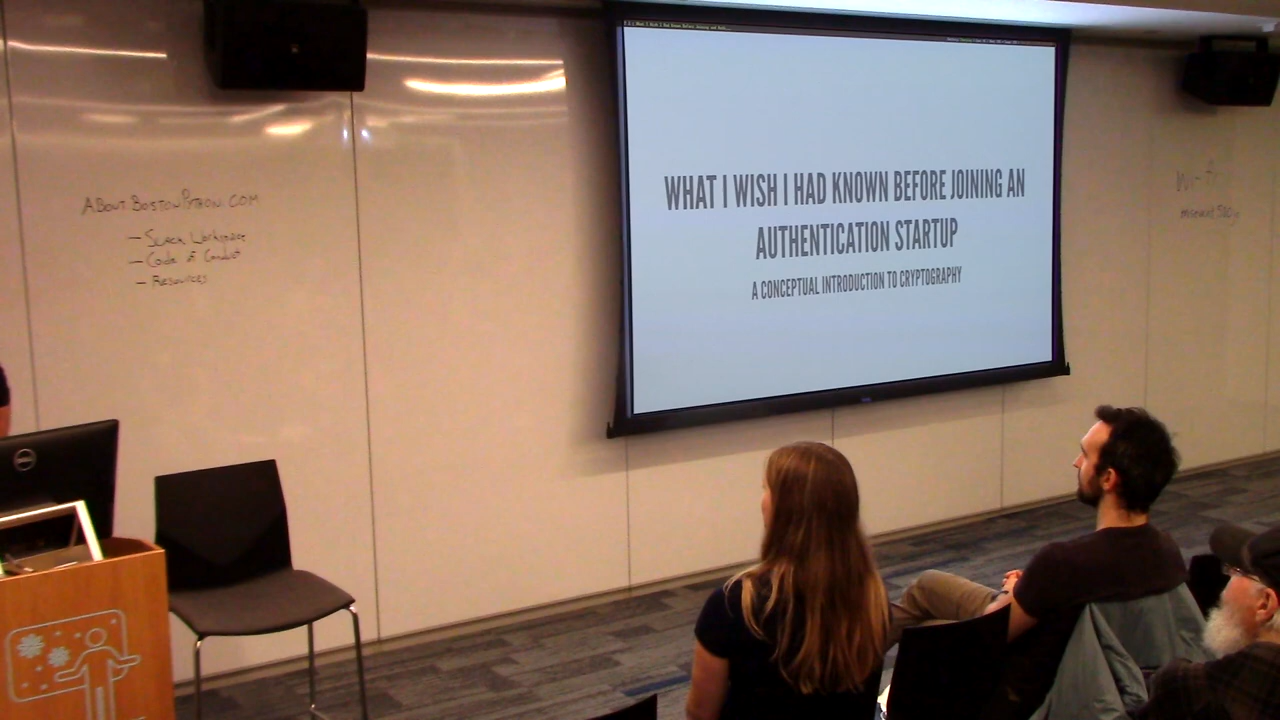 ABOUT.BOSTONPYTHON.COM
– SLACK Workspace
– Code of Conduct
– RESOURCES
WHAT I WISH I HAD KNOWN BEFORE JOINING AN
AUTHENTICATION STARTUP
A CONCEPTUAL INTRODUCTION TO CRYPTOGRAPHY
DELL